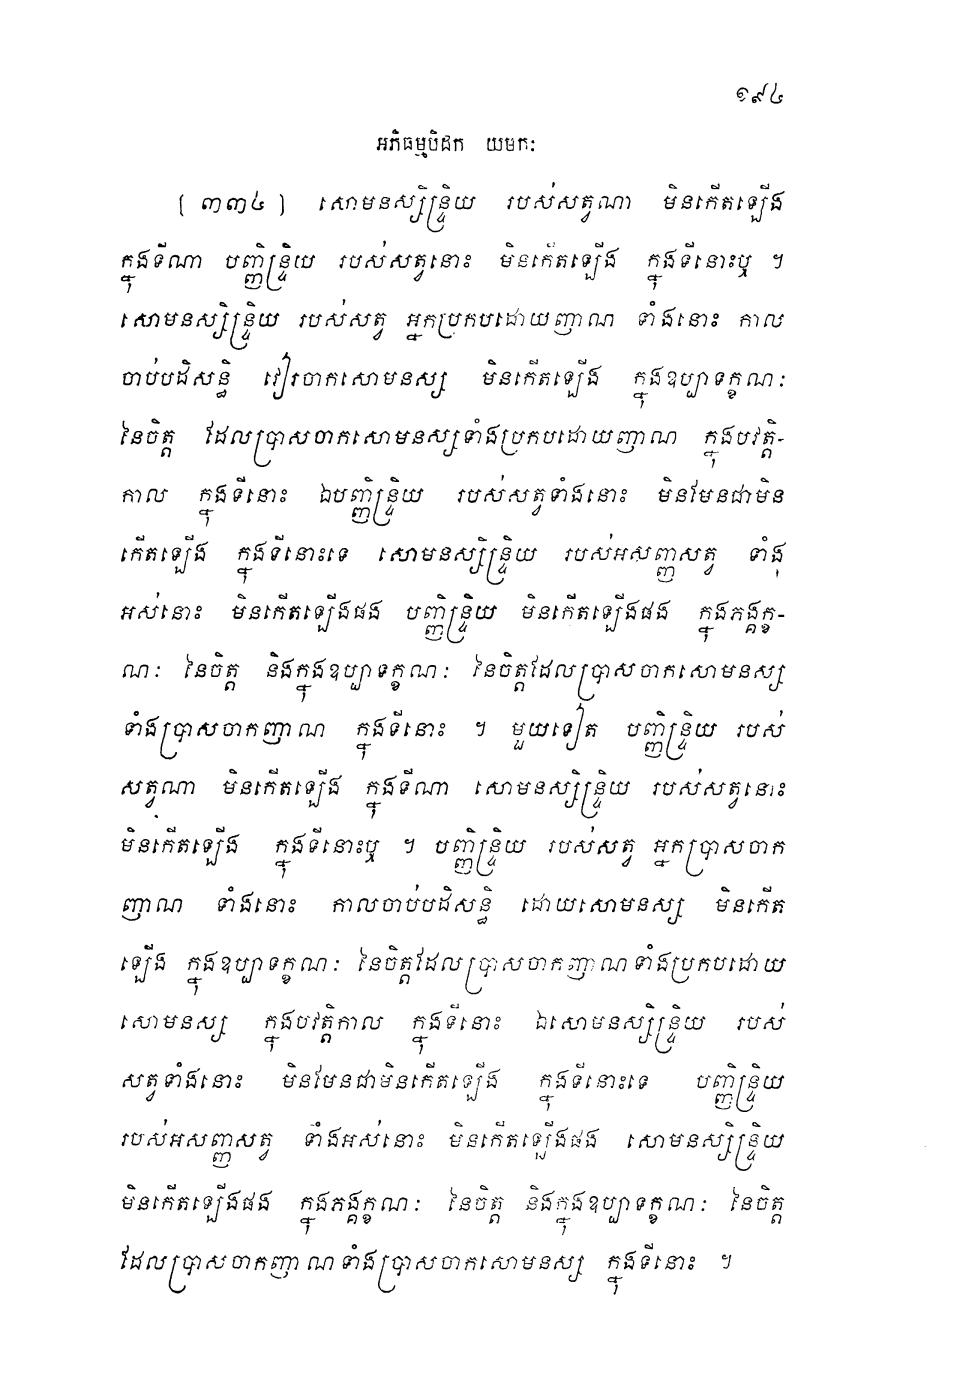 ១៩៤
អភិធម្មបិដក យមកៈ
[ ៣៣៤ ] សោមនស្សិន្ទ្រិយ របស់សត្វណា មិនកើតឡើង
ក្នុងទីណា បញ្ញិន្ទ្រិយ របស់សត្វនោះ មិនកើតឡើង ក្នុងទីនោះឬ ។
សោមនស្សិន្ទ្រិយ របស់សត្វ អ្នកប្រកបដោយញាណ ទាំងនោះ កាល
ចាប់បដិសន្ធិ វៀរចាកសោមនស្ស មិនកើតឡើង ក្នុងឧប្បាទក្ខណៈ
នៃចិត្ត ដែលប្រាសចាកសោមនស្សទាំងប្រកបដោយញាណ ក្នុងបវត្តិ-
កាល ក្នុងទីនោះ ឯបញ្ញិន្ទ្រិយ របស់សត្វទាំងនោះ មិនមែនជាមិន
កើតឡើង ក្នុងទីនោះទេ សោមនស្សិន្ទ្រិយ របស់អសញ្ញសត្វ ទាំង
អស់នោះ មិនកើតឡើងផង បញ្ញិន្ទ្រិយ មិនកើតឡើងផង ក្នុងភង្គក្ខ-
ណៈ នៃចិត្ត និងក្នុងឧប្បាទក្ខណៈ នៃចិត្តដែលប្រាសចាកសោមនស្ស
ទាំងប្រាសចាកញាណ ក្នុងទីនោះ ។ មួយទៀត បញ្ញិន្ទ្រិយ របស់
សត្វណា មិនកើតឡើង ក្នុងទីណា សោមនស្សិន្ទ្រិយ របស់សត្វនោះ
មិនកើតឡើង ក្នុងទីនោះឬ ។ បញ្ញិន្ទ្រិយ របស់សត្វ អ្នកប្រាសចាក
ញាណ ទាំងនោះ កាលចាប់បដិសន្ធិ ដោយសោមនស្ស មិនកើត
ឡើង ក្នុងឧប្បាទក្ខណៈ នៃចិត្តដែលប្រាសចាកញាណទាំងប្រកបដោយ
សោមនស្ស ក្នុងបវត្តិកាល ក្នុងទីនោះ ឯសោមនស្សិន្ទ្រិយ របស់
សត្វទាំងនោះ មិនមែនជាមិនកើតឡើង ក្នុងទីនោះទេ បញ្ញិន្ទ្រិយ
របស់អសញ្ញសត្វ ទាំងអស់នោះ មិនកើតឡើងផង សោមនស្សិន្ទ្រិយ
មិនកើតឡើងផង ក្នុងភង្គក្ខណៈ នៃចិត្ត និងក្នុងឧប្បាទក្ខណៈ នៃចិត្ត
ដែលប្រាសចាកញាណទាំងប្រាសចាកសោមនស្ស ក្នុងទីនោះ ។